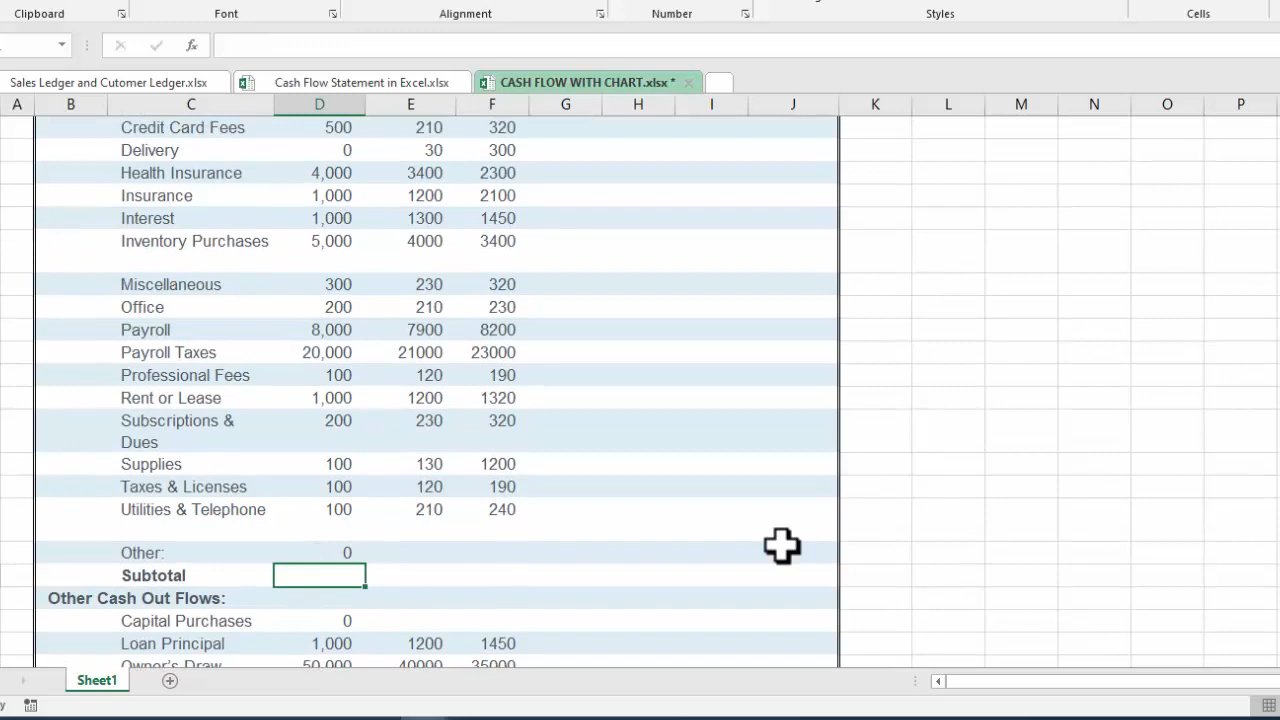 Clipboard Font Alignment Number Styles Cells
fx
Sales Ledger and Cutomer Ledger.xlsx Cash Flow Statement in Excel.xlsx CASH FLOW WITH CHART.xlsx *
A B C D E F G H I J K L M N O P
Credit Card Fees 500 210 320
Delivery 0 30 300
Health Insurance 4,000 3400 2300
Insurance 1,000 1200 2100
Interest 1,000 1300 1450
Inventory Purchases 5,000 4000 3400
Miscellaneous 300 230 320
Office 200 210 230
Payroll 8,000 7900 8200
Payroll Taxes 20,000 21000 23000
Professional Fees 100 120 190
Rent or Lease 1,000 1200 1320
Subscriptions & 200 230 320
Dues
Supplies 100 130 1200
Taxes & Licenses 100 120 190
Utilities & Telephone 100 210 240
Other: 0
Subtotal
Other Cash Out Flows:
Capital Purchases 0
Loan Principal 1,000 1200 1450
Owner's Draw 50,000 40000 35000
Sheet1